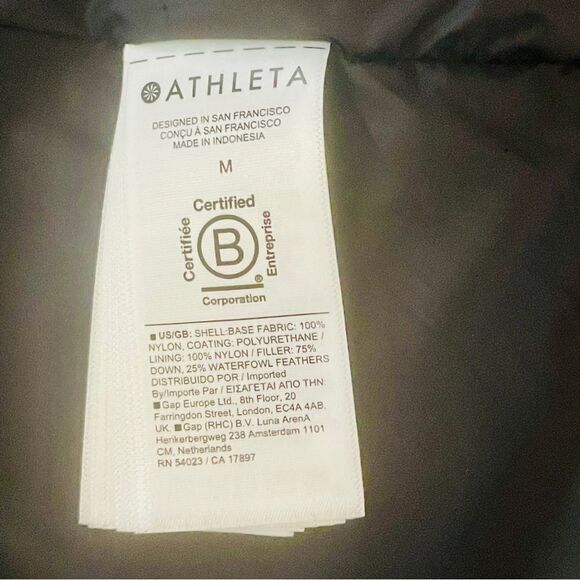 ATHLETA
DESIGNED IN SAN FRANCISCO
CONÇU À SAN FRANCISCO
MADE IN INDONESIA
M
Certified
Certifiée
B
Entreprise
®
Corporation
■ US/GB: SHELL:BASE FABRIC: 100%
NYLON, COATING: POLYURETHANE /
LINING: 100% NYLON / FILLER: 75%
DOWN, 25% WATERFOWL FEATHERS
DISTRIBUIDO POR / Imported
By/Importe Par / ΕΙΣΑΓΕΤΑΙ ΑΠΟ ΤΗΝ:
■ Gap Europe Ltd., 8th Floor, 20
Farringdon Street, London, EC4A 4AB.
UK: ■ Gap (RHC) B.V. Luna ArenA
Herikerbergweg 238 Amsterdam 1101
CM, Netherlands
RN 54023 / CA 17897